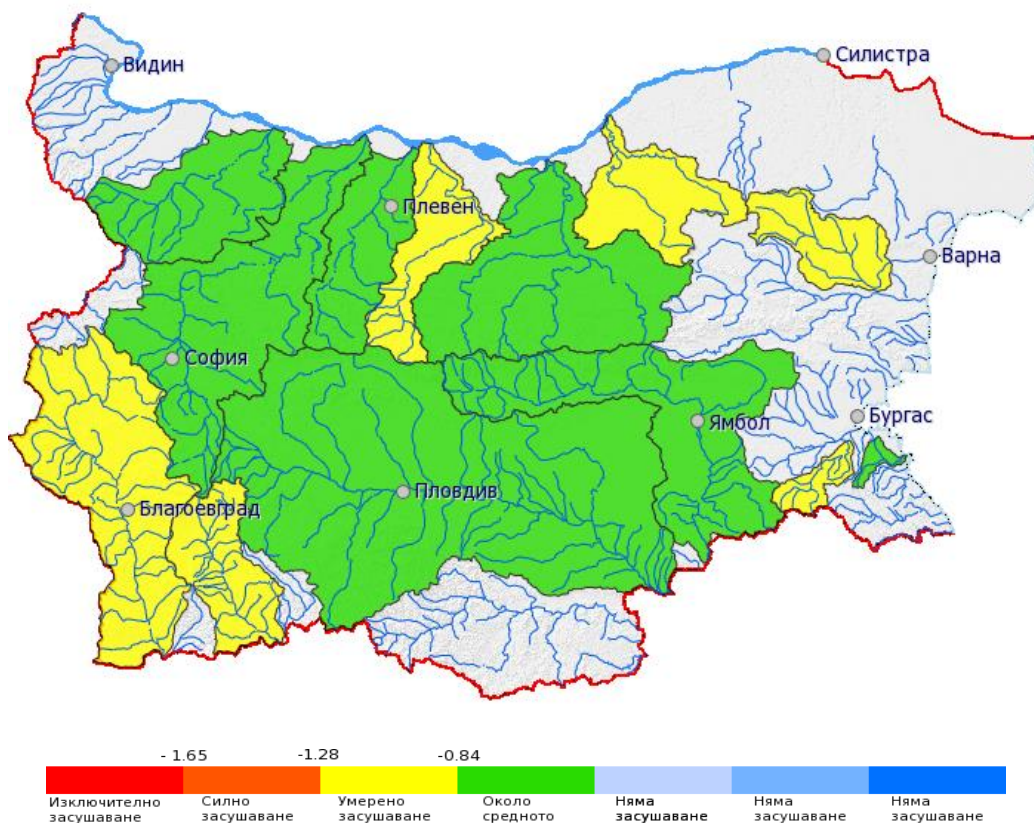 Силистра
Видин
Плевен
Варна
София
Ямбол
Бургас
Пловдив
Благоевград
- 1.65
-1.28
-0.84
Изключително засушаване
Силно засушаване
Умерено засушаване
Около средното
Няма засушаване
Няма засушаване
Няма засушаване